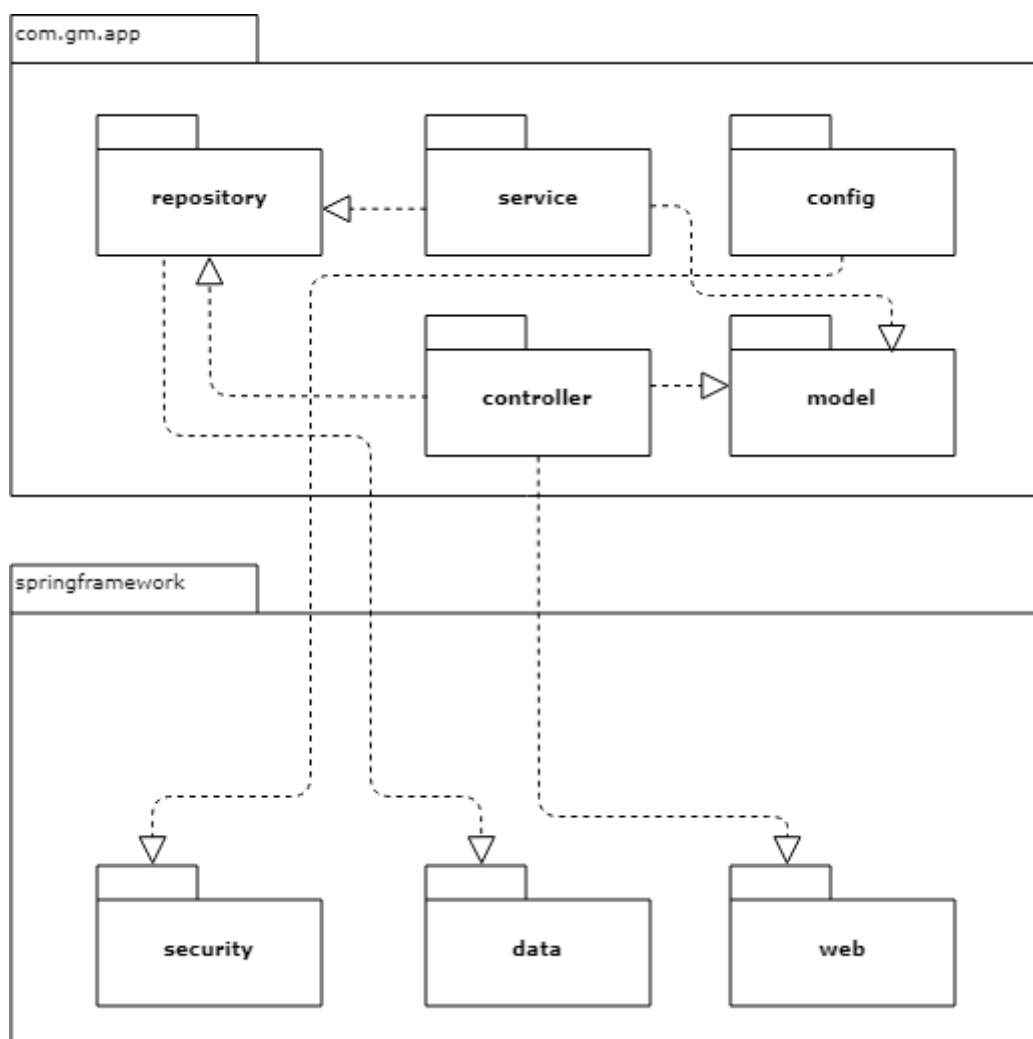 com.gm.app
repository
service
config
controller
model
springframework
security
data
web